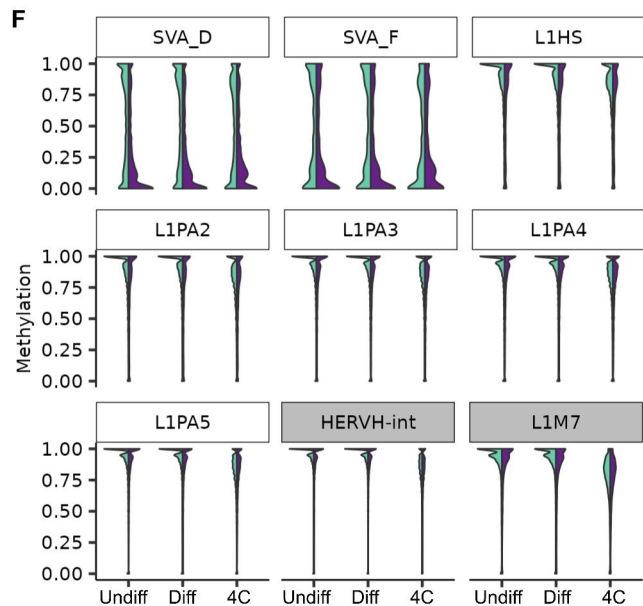 F
SVA_D SVA_F L1HS
1.00
0.75
0.50
0.25
0.00
L1PA2 L1PA3 L1PA4
1.00
0.75
0.50
0.25
0.00
Methylation
L1PA5 HERVH-int L1M7
1.00
0.75
0.50
0.25
0.00
Undiff Diff 4C Undiff Diff 4C Undiff Diff 4C